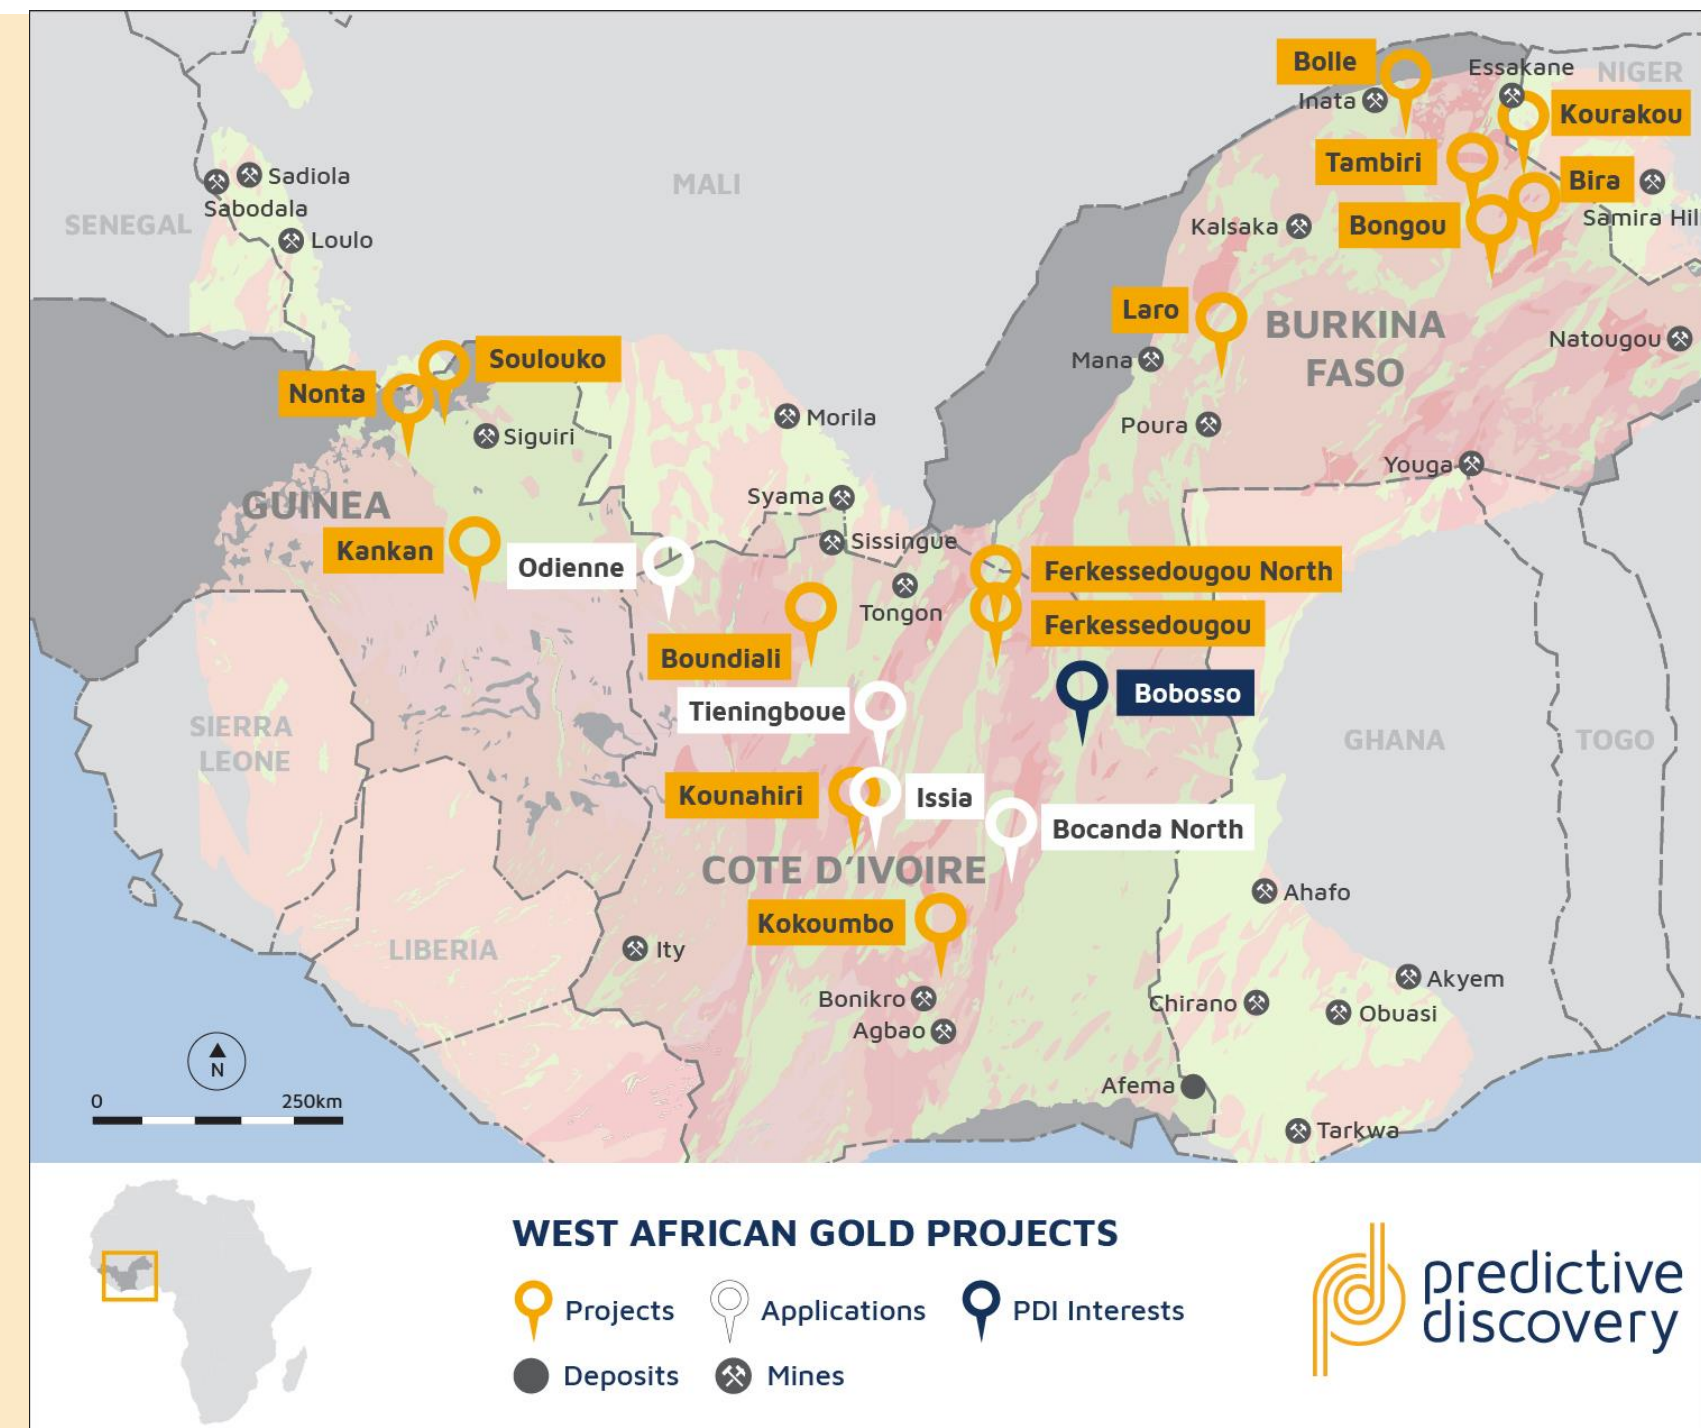 Bolle
Essakane
NIGER
Inata
Kourakou
Tambiri
Sadiola
MALI
Bira
Sabodala
SENEGAL
Samira Hil
Kalsaka
Bongou
Loulo
Laro
BURKINA
FASO
Natougou
Soulouko
Mana
Nonta
Morila
Siguiri
Poura
Youga
Syama
GUINEA
Sissingue
Kankan
Odienne
Ferkessedougou North
Tongon
Ferkessedougou
Boundiali
Bobosso
Tieningboue
SIERRA
LEONE
GHANA
TOGO
Kounahiri
Issia
Bocanda North
COTE D'IVOIRE
Ahafo
Kokoumbo
LIBERIA
Ity
Akyem
Bonikro
Chirano
Obuasi
Agbao
N
Afema
0 250km
Tarkwa
WEST AFRICAN GOLD PROJECTS
Projects
Applications
PDI Interests
Deposits
Mines
predictive
discovery